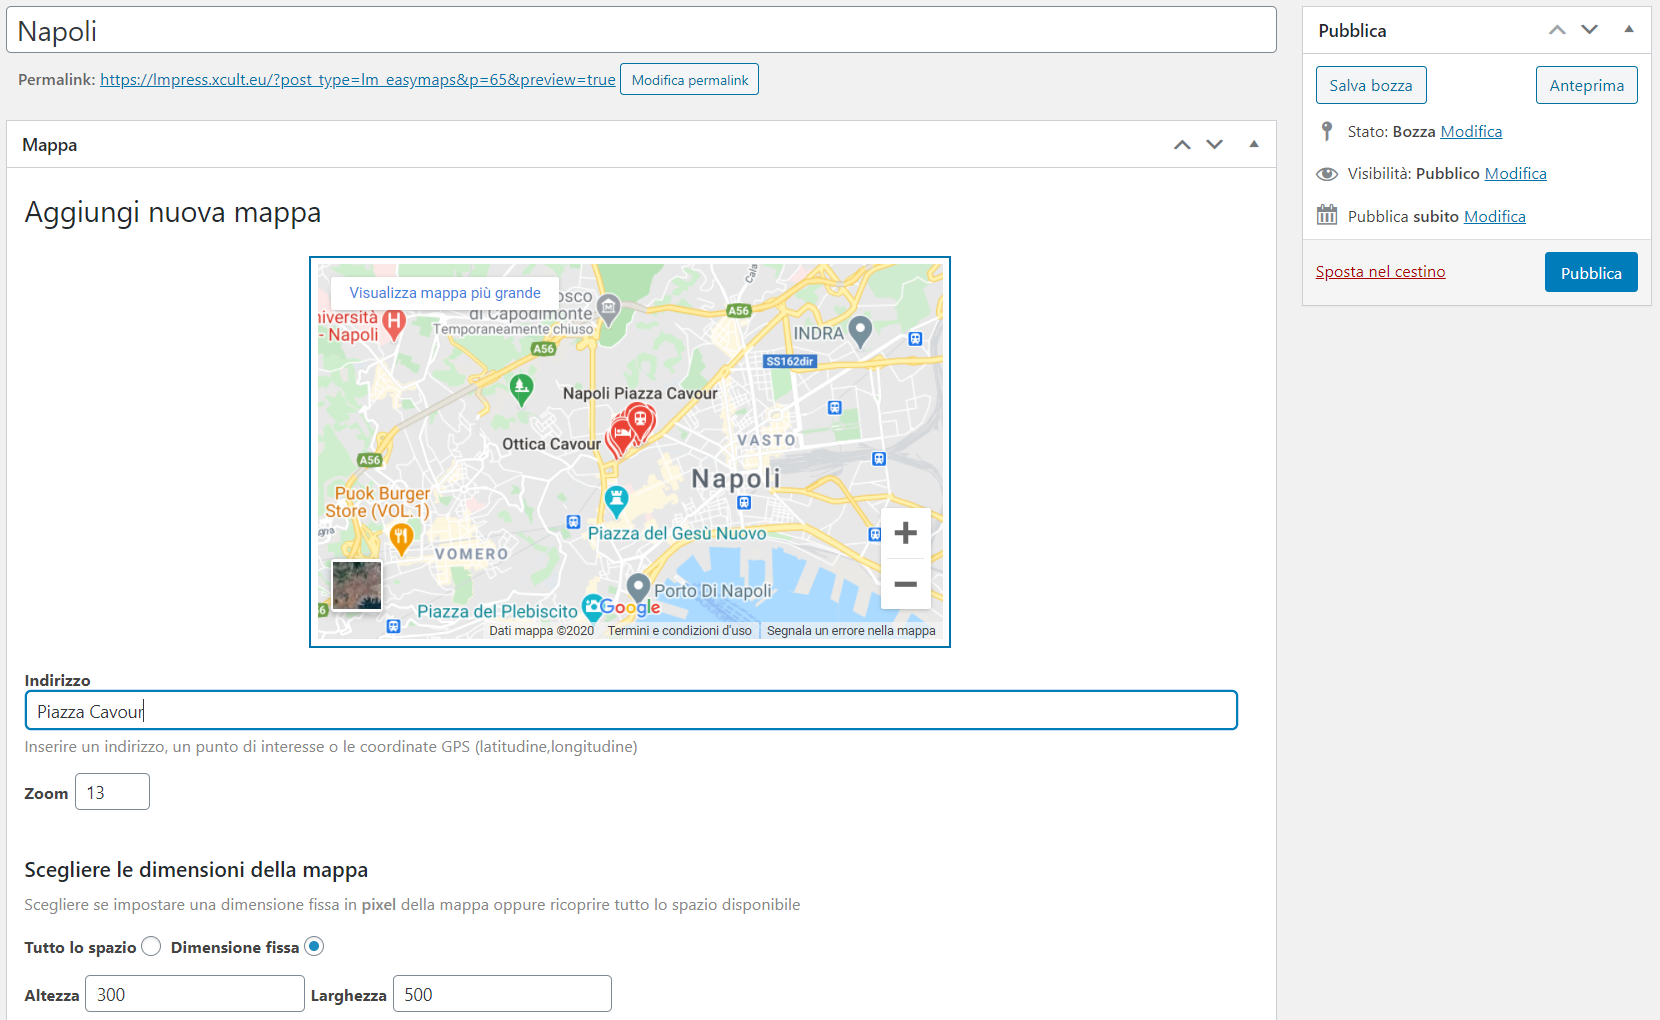 Napoli
Permalink: https://lmpress.xcult.eu/?post_type=lm_easymaps&p=65&preview=true Modifica permalink
Mappa
Aggiungi nuova mappa
Visualizza mappa più grande
osco
di Capodimonte
Temporaneamente chiuso
iversità
- Napoli
H
Cala
A56
INDRA
A56
SS162dir
Napoli Piazza Cavour
Ottica Cavour
VASTO
A56
Napoli
Puok Burger
Store (VOL.1)
Piazza del Gesù Nuovo
VOMERO
Porto Di Napoli
Piazza del Plebiscito
Google
Dati mappa ©2020 Termini e condizioni d'uso Segnala un errore nella mappa
Indirizzo
Piazza Cavour
Inserire un indirizzo, un punto di interesse o le coordinate GPS (latitudine,longitudine)
Zoom 13
Scegliere le dimensioni della mappa
Scegliere se impostare una dimensione fissa in pixel della mappa oppure ricoprire tutto lo spazio disponibile
Tutto lo spazio Dimensione fissa
Altezza 300 Larghezza 500
Pubblica
Salva bozza Anteprima
Stato: Bozza Modifica
Visibilità: Pubblico Modifica
Pubblica subito Modifica
Sposta nel cestino Pubblica